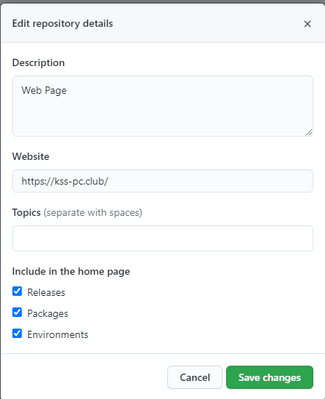 Edit repository details
Description
Web Page
Website
https://kss-pc.club/
Topics (separate with spaces)
Include in the home page
Releases
Packages
Environments
Cancel Save changes